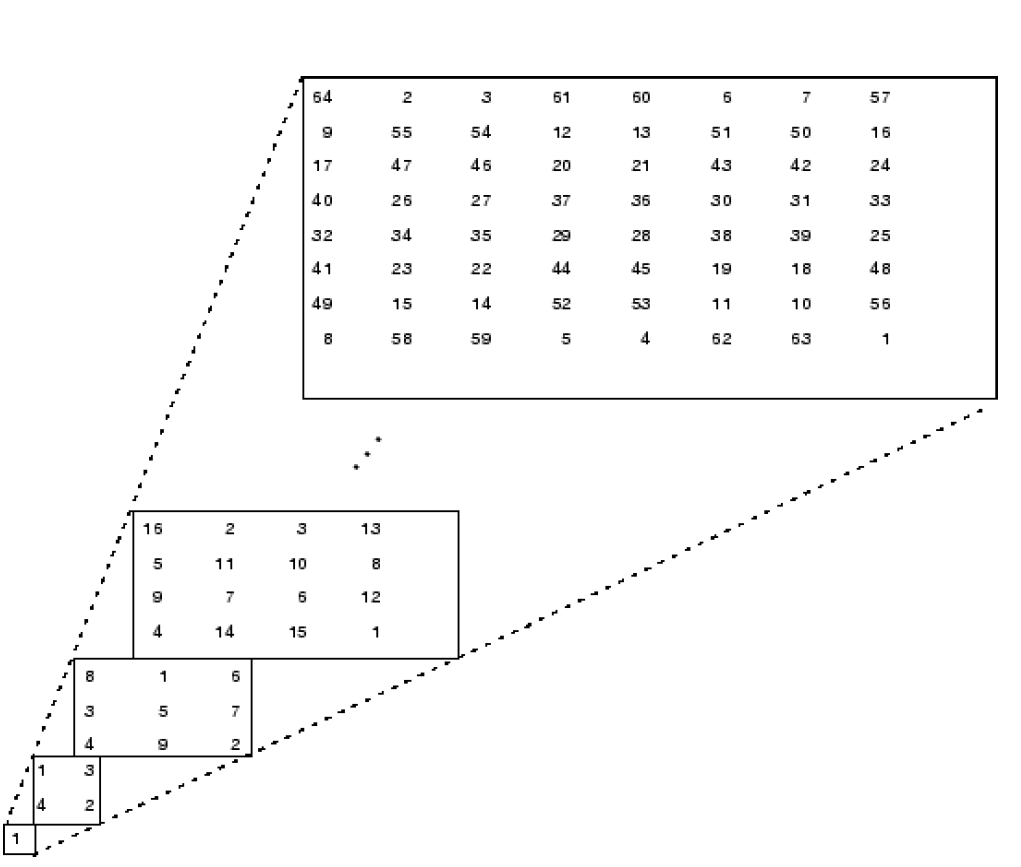 64 2 3 61 60 6 7 57
9 55 54 12 13 51 50 16
17 47 46 20 21 43 42 24
40 26 27 37 36 30 31 33
32 34 35 29 28 38 39 25
41 23 22 44 45 19 18 48
49 15 14 52 53 11 10 56
8 58 59 5 4 62 63 1
16 2 3 13
5 11 10 8
9 7 6 12
4 14 15 1
8 1 6
3 5 7
4 9 2
1 3
4 2
1